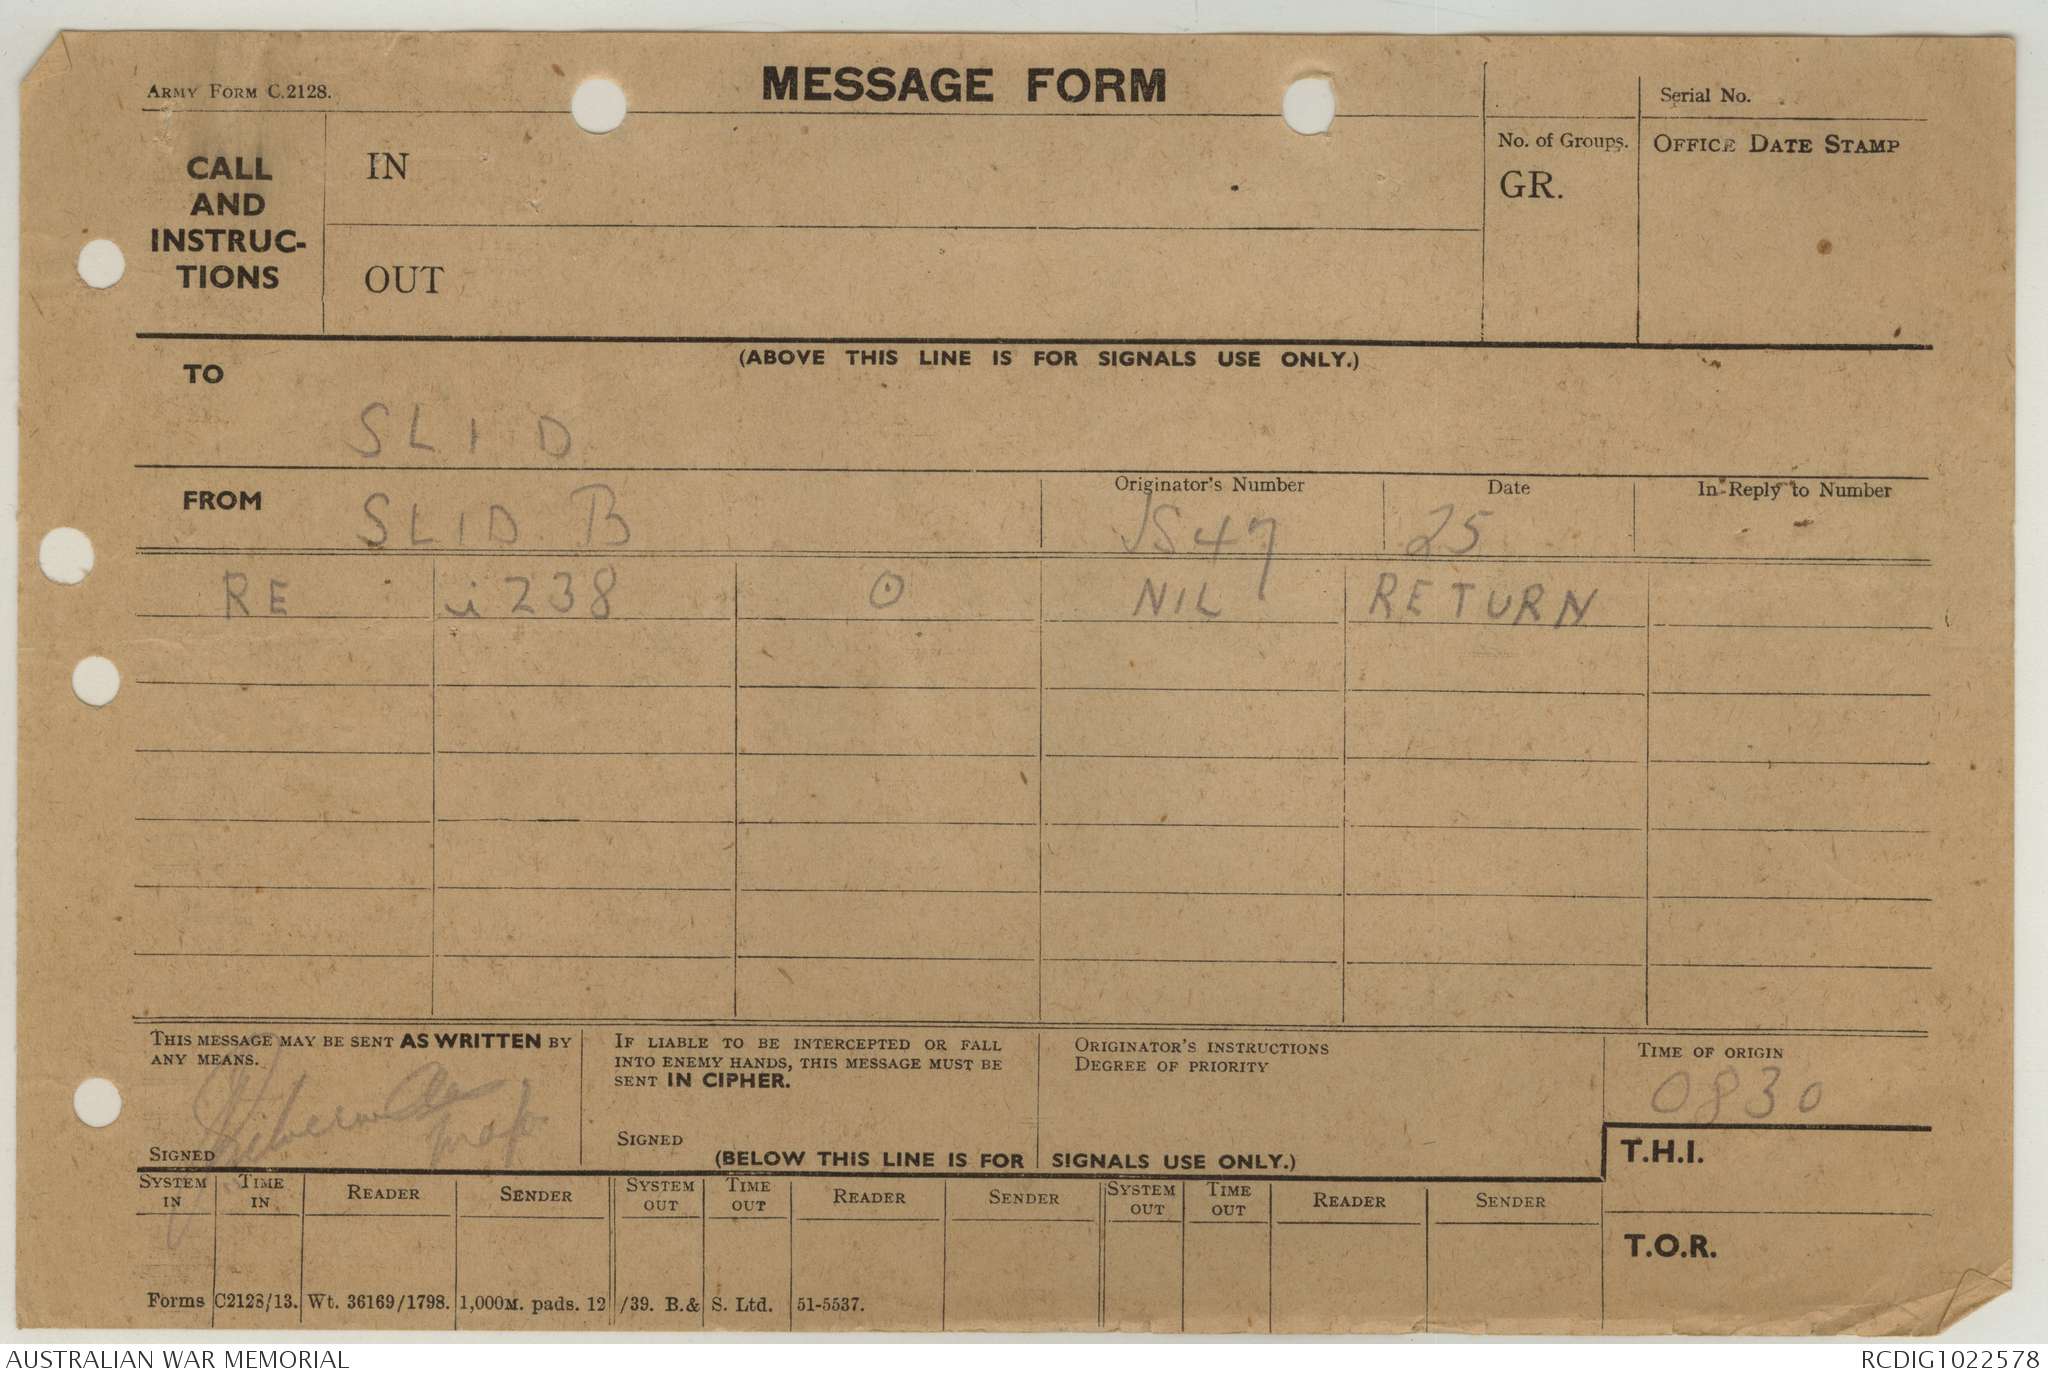 ARMY FORM C.2128.
MESSAGE FORM
Serial No.
CALL AND INSTRUC-TIONS
IN
OUT
No. of Groups.
GR.
OFFICE DATE STAMP
(ABOVE THIS LINE IS FOR SIGNALS USE ONLY.)
TO
SLID
FROM
SLID B
Originator's Number
JS47
Date
25
In Reply to Number
-
RE 238 O NIL RETURN
THIS MESSAGE MAY BE SENT AS WRITTEN BY
ANY MEANS.
SIGNED
IF LIABLE TO BE INTERCEPTED OR FALL
INTO ENEMY HANDS, THIS MESSAGE MUST BE
SENT IN CIPHER.
SIGNED
ORIGINATOR'S INSTRUCTIONS
DEGREE OF PRIORITY
TIME OF ORIGIN
0830
(BELOW THIS LINE IS FOR SIGNALS USE ONLY.)
T.H.I.
T.O.R.
SYSTEM IN TIME IN READER SENDER SYSTEM OUT TIME OUT READER SENDER SYSTEM OUT TIME OUT READER SENDER
Forms C2128/13. Wt. 36169/1798. 1,000M. pads. 12/39. B.& S. Ltd. 51-5537.
AUSTRALIAN WAR MEMORIAL
RCDIG1022578